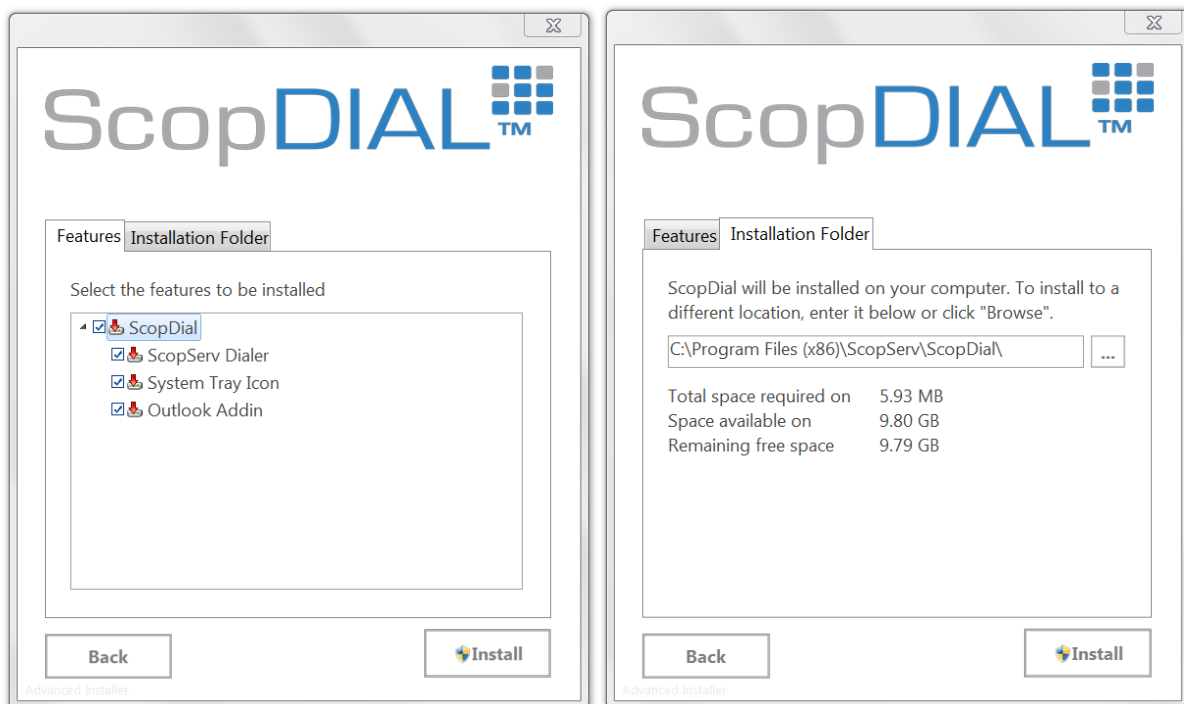 ScopDIAL™
Features Installation Folder
Select the features to be installed
ScopDial
ScopServ Dialer
System Tray Icon
Outlook Addin
Back
Install
Advanced Installer
ScopDIAL™
Features Installation Folder
ScopDial will be installed on your computer. To install to a
different location, enter it below or click "Browse".
C:\Program Files (x86)\ScopServ\ScopDial\
...
Total space required on 5.93 MB
Space available on 9.80 GB
Remaining free space 9.79 GB
Back
Install
Advanced Installer